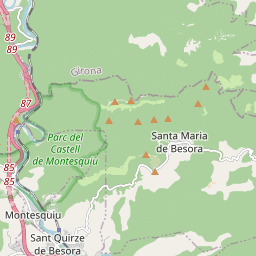 89
89
Girona
87
Parc del
Castell
de Montesquiu
Santa Maria
de Besora
85
85
Montesquiu
Sant Quirze
de Besora